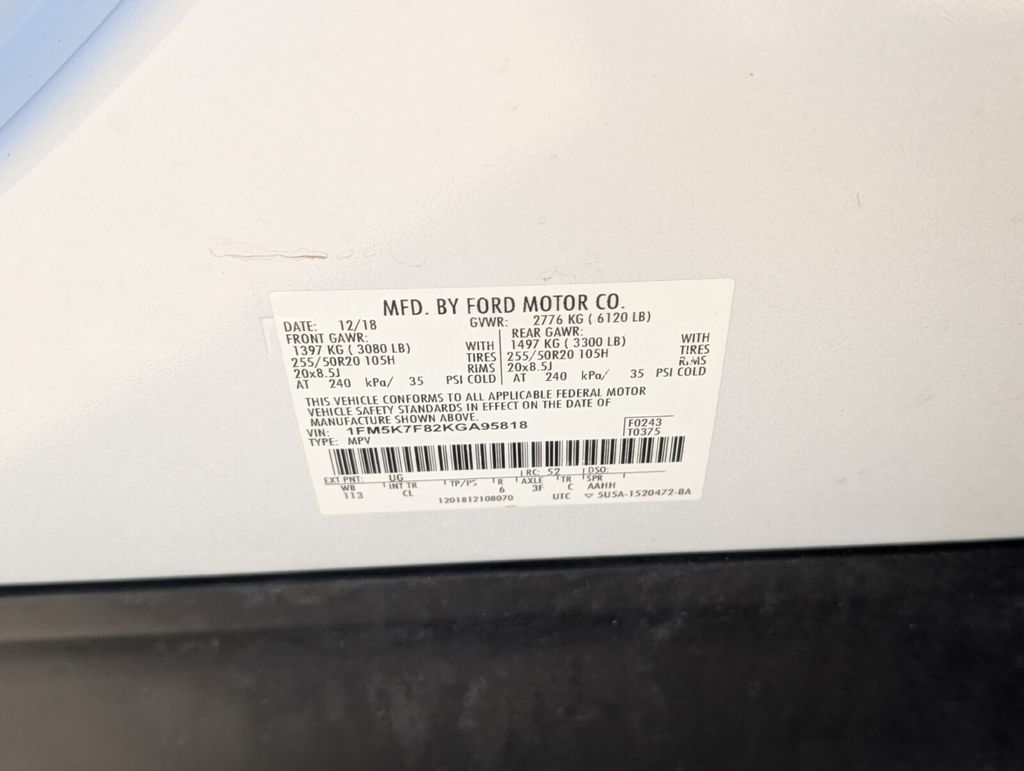 MFD. BY FORD MOTOR CO.
DATE: 12/18 GVWR: 2776 KG ( 6120 LB)
FRONT GAWR: REAR GAWR:
1397 KG ( 3080 LB) WITH 1497 KG ( 3300 LB) WITH
255/50R20 105H TIRES 255/50R20 105H TIRES
20x8.5J RIMS 20x8.5J RIMS
AT 240 kPa/ 35 PSI COLD AT 240 kPa/ 35 PSI COLD
THIS VEHICLE CONFORMS TO ALL APPLICABLE FEDERAL MOTOR
VEHICLE SAFETY STANDARDS IN EFFECT ON THE DATE OF
MANUFACTURE SHOWN ABOVE.
VIN: 1FM5K7F82KGA95818 F0243
TYPE: MPV T0375
EXT PNT: UG RC: 52 DSO:
WB INT TR TP/PS R AXLE TR SPR
113 CL 6 3F C AAHH
1201812108070 UTC ▽ 5U5A-1520472-BA